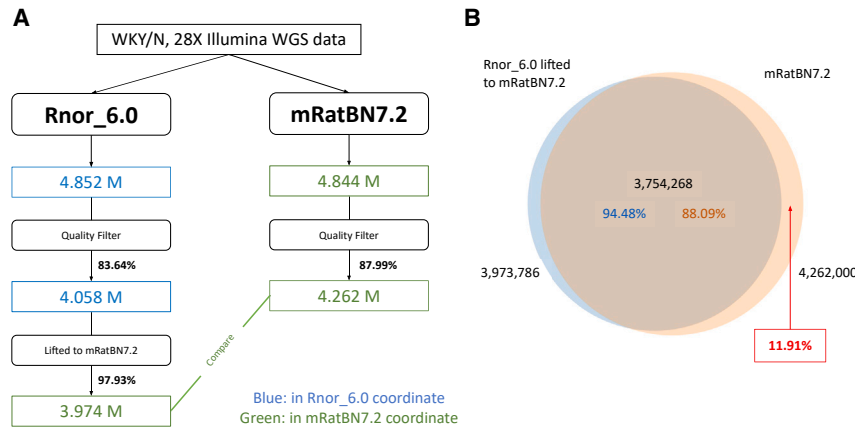 A
WKY/N, 28X Illumina WGS data
Rnor_6.0
mRatBN7.2
4.852 M
4.844 M
Quality Filter
Quality Filter
83.64%
87.99%
4.058 M
4.262 M
Lifted to mRatBN7.2
Compare
97.93%
3.974 M
Blue: in Rnor_6.0 coordinate
Green: in mRatBN7.2 coordinate
B
Rnor_6.0 lifted
to mRatBN7.2
mRatBN7.2
3,754,268
94.48%
88.09%
3,973,786
4,262,000
11.91%